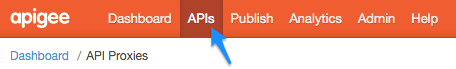 apigee Dashboard APIs Publish Analytics Admin Help
Dashboard / API Proxies